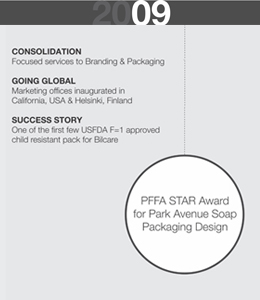 2009
CONSOLIDATION
Focused services to Branding & Packaging
GOING GLOBAL
Marketing offices inaugurated in
California, USA & Helsinki, Finland
SUCCESS STORY
One of the first few USFDA F=1 approved
child resistant pack for Bilcare
PFFA STAR Award
for Park Avenue Soap
Packaging Design